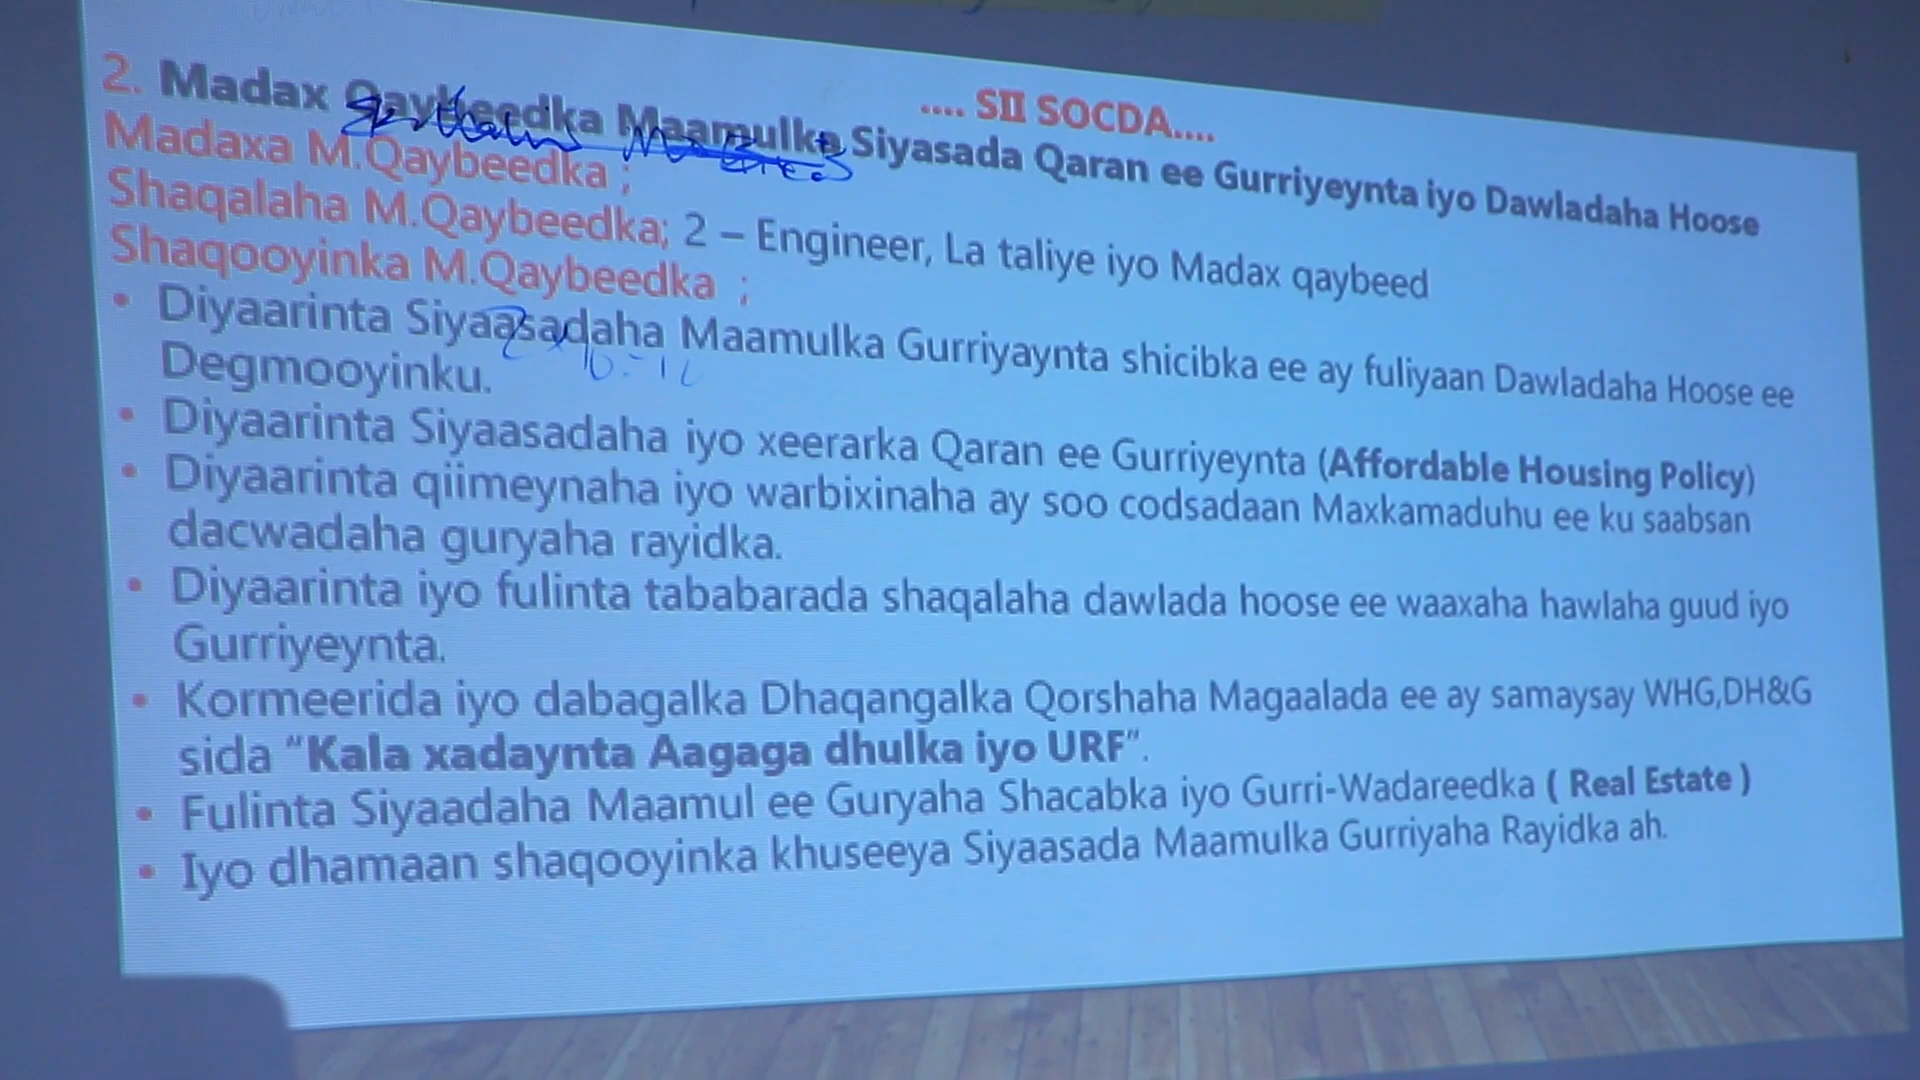 .... SII SOCDA....
2. Madax Qaybeedka Maamulka Siyasada Qaran ee Gurriyeynta iyo Dawladaha Hoose
Madaxa M.Qaybeedka ;
Shaqalaha M.Qaybeedka; 2 – Engineer, La taliye iyo Madax qaybeed
Shaqooyinka M.Qaybeedka ;
• Diyaarinta Siyaasadaha Maamulka Gurriyaynta shicibka ee ay fuliyaan Dawladaha Hoose ee
Degmooyinku.
• Diyaarinta Siyaasadaha iyo xeerarka Qaran ee Gurriyeynta (Affordable Housing Policy)
• Diyaarinta qiimeynaha iyo warbixinaha ay soo codsadaan Maxkamaduhu ee ku saabsan
dacwadaha guryaha rayidka.
• Diyaarinta iyo fulinta tababarada shaqalaha dawlada hoose ee waaxaha hawlaha guud iyo
Gurriyeynta.
• Kormeerida iyo dabagalka Dhaqangalka Qorshaha Magaalada ee ay samaysay WHG,DH&G
sida “Kala xadaynta Aagaga dhulka iyo URF”.
• Fulinta Siyaadaha Maamul ee Guryaha Shacabka iyo Gurri-Wadareedka ( Real Estate )
• Iyo dhamaan shaqooyinka khuseeya Siyaasada Maamulka Gurriyaha Rayidka ah.